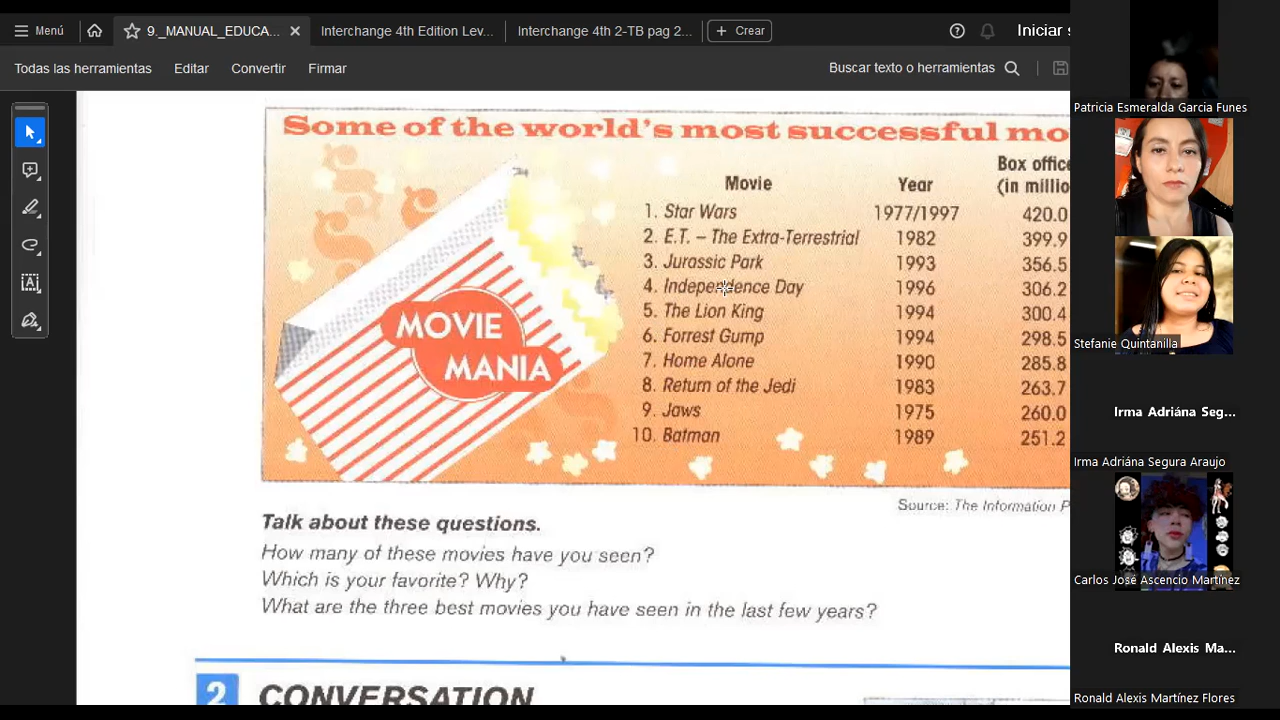 Menú
9._MANUAL_EDUCA...
Interchange 4th Edition Lev...
Interchange 4th 2-TB pag 2...
Crear
Iniciar s
Todas las herramientas
Editar
Convertir
Firmar
Buscar texto o herramientas
Some of the world's most successful mo
Movie Year Box office (in millio
1. Star Wars 1977/1997 420.0
2. E.T. – The Extra-Terrestrial 1982 399.9
3. Jurassic Park 1993 356.5
4. Independence Day 1996 306.2
5. The Lion King 1994 300.4
6. Forrest Gump 1994 298.5
7. Home Alone 1990 285.8
8. Return of the Jedi 1983 263.7
9. Jaws 1975 260.0
10. Batman 1989 251.2
MOVIE
MANIA
Source: The Information P
Talk about these questions.
How many of these movies have you seen?
Which is your favorite? Why?
What are the three best movies you have seen in the last few years?
2 CONVERSATION
Patricia Esmeralda Garcia Funes
Stefanie Quintanilla
Irma Adriána Seg...
Irma Adriána Segura Araujo
Carlos José Ascencio Martínez
Ronald Alexis Ma...
Ronald Alexis Martínez Flores